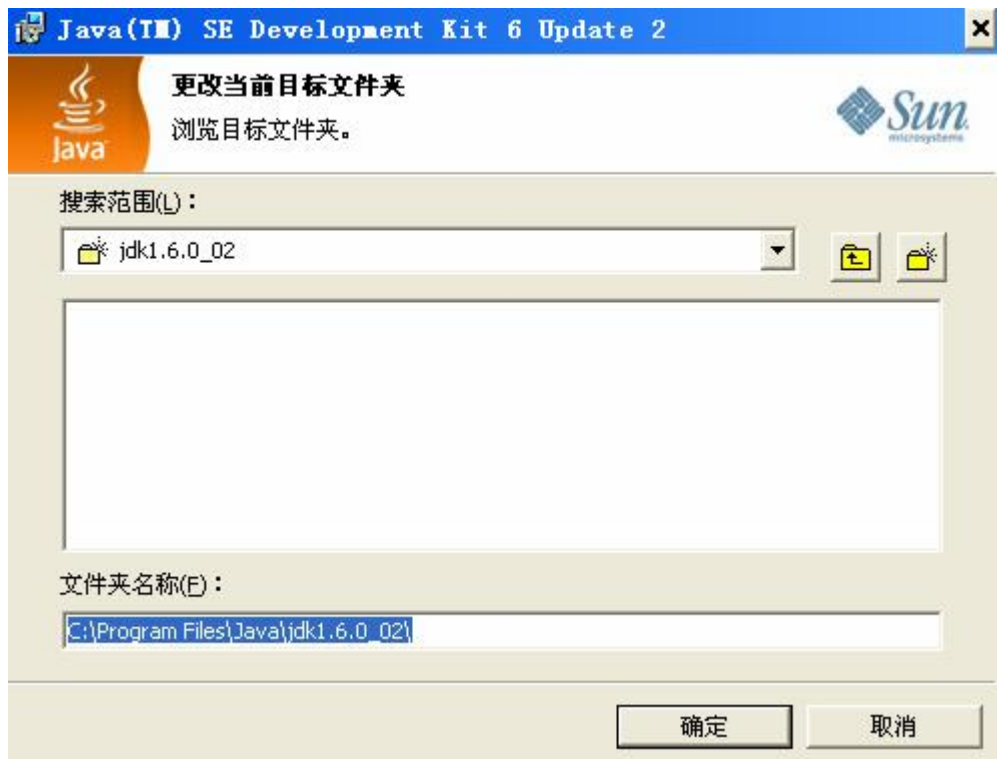 Java(TM) SE Development Kit 6 Update 2
更改当前目标文件夹
浏览目标文件夹。
Java
Sun
microsystems
搜索范围(L)：
jdk1.6.0_02
文件夹名称(F)：
C:\Program Files\Java\jdk1.6.0_02\
确定
取消